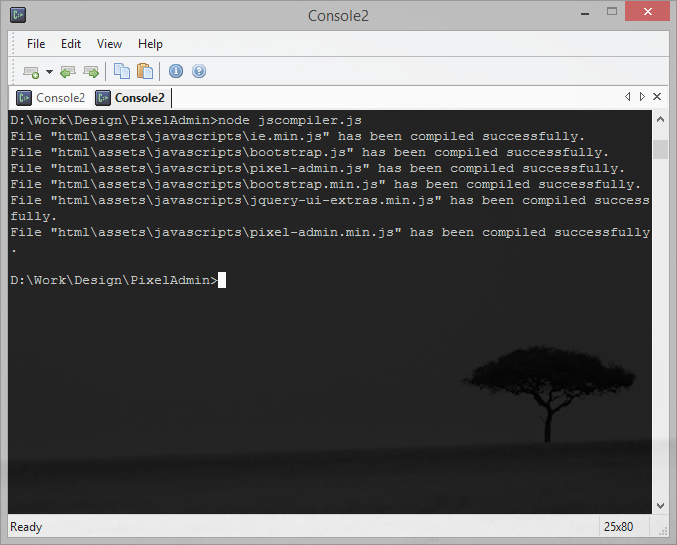 Console2
File Edit View Help
Console2 Console2
D:\Work\Design\PixelAdmin>node jscompiler.js
File "html\assets\javascripts\ie.min.js" has been compiled successfully.
File "html\assets\javascripts\bootstrap.js" has been compiled successfully.
File "html\assets\javascripts\pixel-admin.js" has been compiled successfully.
File "html\assets\javascripts\bootstrap.min.js" has been compiled successfully.
File "html\assets\javascripts\jquery-ui-extras.min.js" has been compiled success
fully.
File "html\assets\javascripts\pixel-admin.min.js" has been compiled successfully
.
D:\Work\Design\PixelAdmin>
Ready 25x80